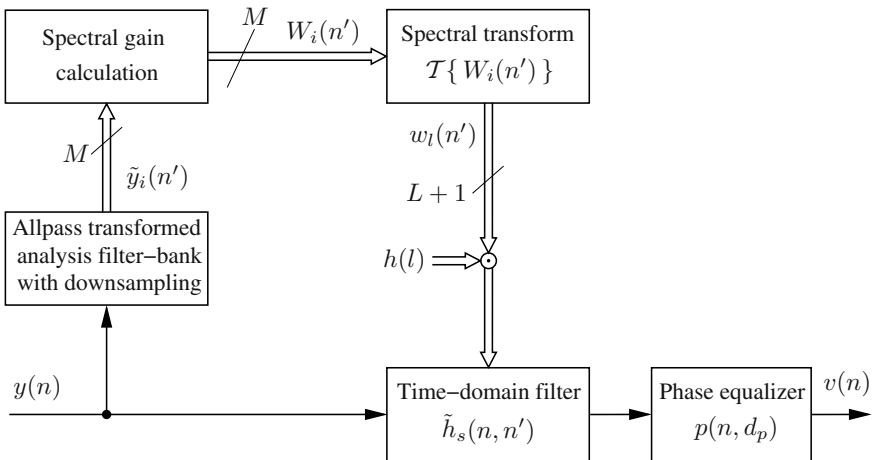 Spectral gain
calculation
M
W_i(n′)
Spectral transform
𝒯{ W_i(n′) }
M
ỹ_i(n′)
w_l(n′)
L + 1
Allpass transformed
analysis filter−bank
with downsampling
h(l)
y(n)
Time−domain filter
h̃_s(n, n′)
Phase equalizer
p(n, d_p)
v(n)